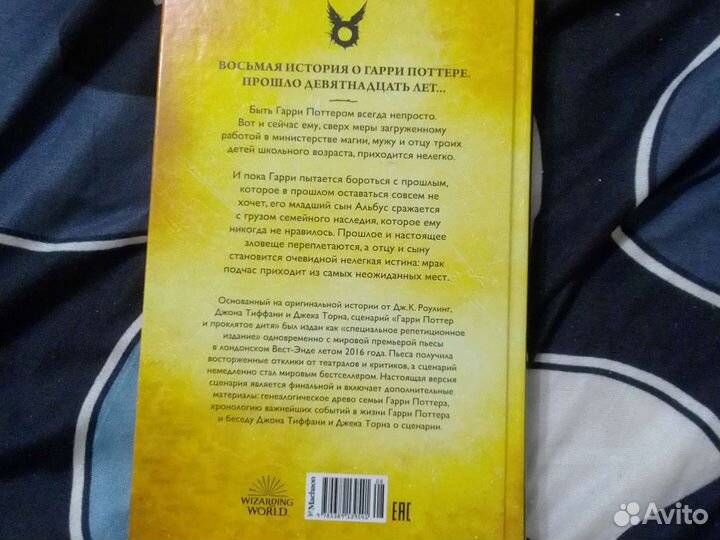 ВОСЬМАЯ ИСТОРИЯ О ГАРРИ ПОТТЕРЕ.
ПРОШЛО ДЕВЯТНАДЦАТЬ ЛЕТ...
Быть Гарри Поттером всегда непросто.
Вот и сейчас ему, сверх меры загруженному
работой в министерстве магии, мужу и отцу троих
детей школьного возраста, приходится нелегко.
И пока Гарри пытается бороться с прошлым,
которое в прошлом оставаться совсем не
хочет, его младший сын Альбус сражается
с грузом семейного наследия, которое ему
никогда не нравилось. Прошлое и настоящее
зловеще переплетаются, а отцу и сыну
становится очевидной нелегкая истина: мрак
подчас приходит из самых неожиданных мест.
Основанный на оригинальной истории от Дж.К. Роулинг,
Джона Тиффани и Джека Торна, сценарий «Гарри Поттер
и проклятое дитя» был издан как «специальное репетиционное
издание» одновременно с мировой премьерой пьесы
в лондонском Вест-Энде летом 2016 года. Пьеса получила
восторженные отклики от театралов и критиков, а сценарий
немедленно стал мировым бестселлером. Настоящая версия
сценария является финальной и включает дополнительные
материалы: генеалогическое древо семьи Гарри Поттера,
хронологию важнейших событий в жизни Гарри Поттера
и беседу Джона Тиффани и Джека Торна о сценарии.
WIZARDING
WORLD
Machaon
08
EAC
Avito